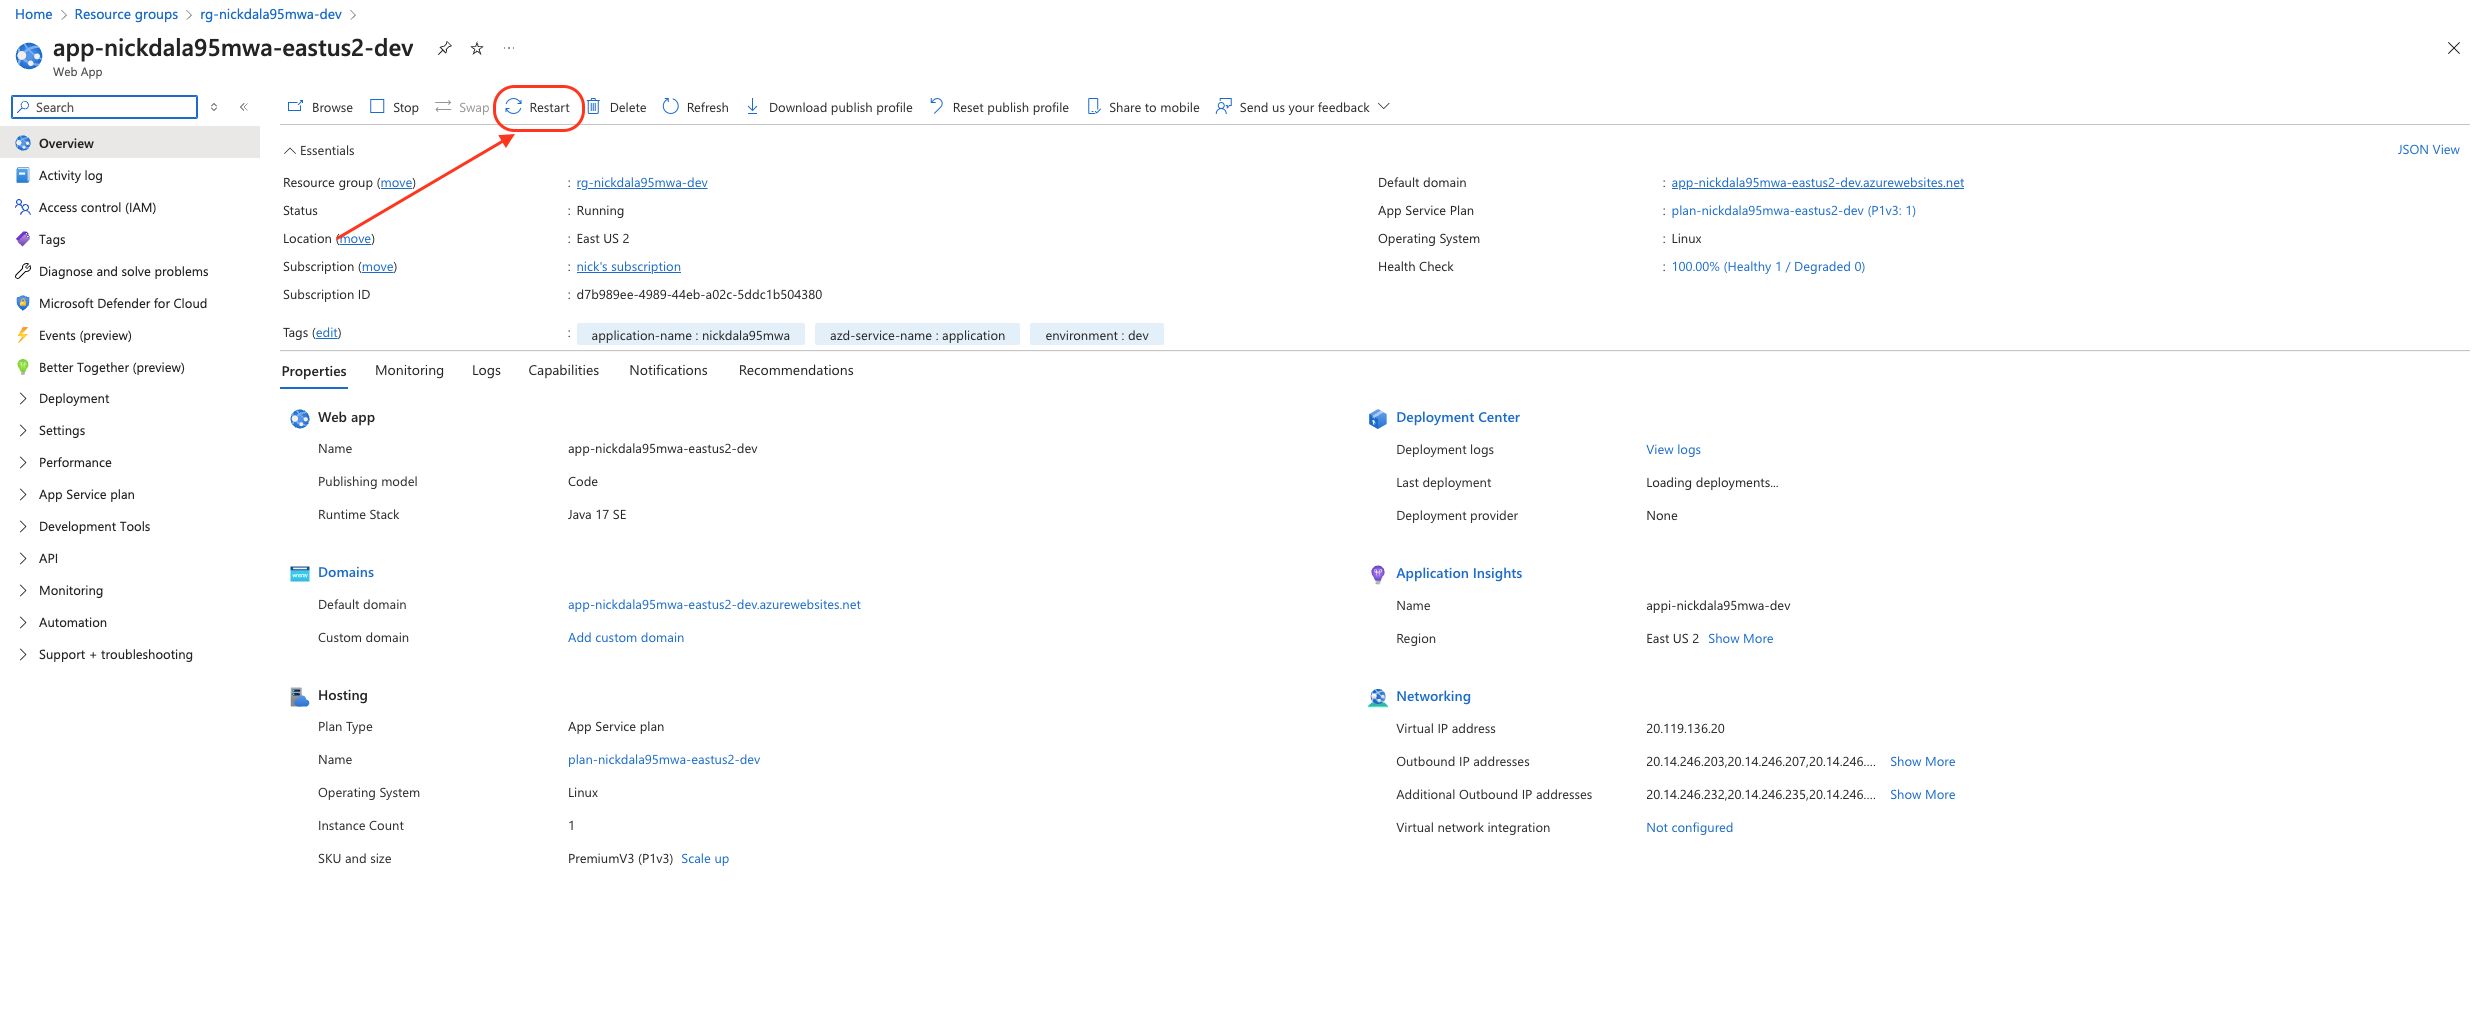 Home > Resource groups > rg-nickdala95mwa-dev >
app-nickdala95mwa-eastus2-dev
Web App
Search
Browse Stop Swap Restart Delete Refresh Download publish profile Reset publish profile Share to mobile Send us your feedback
Overview
Activity log
Access control (IAM)
Tags
Diagnose and solve problems
Microsoft Defender for Cloud
Events (preview)
Better Together (preview)
Deployment
Settings
Performance
App Service plan
Development Tools
API
Monitoring
Automation
Support + troubleshooting
Essentials
JSON View
Resource group (move) : rg-nickdala95mwa-dev
Status : Running
Location (move) : East US 2
Subscription (move) : nick's subscription
Subscription ID : d7b989ee-4989-44eb-a02c-5ddc1b504380
Default domain : app-nickdala95mwa-eastus2-dev.azurewebsites.net
App Service Plan : plan-nickdala95mwa-eastus2-dev (P1v3: 1)
Operating System : Linux
Health Check : 100.00% (Healthy 1 / Degraded 0)
Tags (edit) : application-name : nickdala95mwa azd-service-name : application environment : dev
Properties Monitoring Logs Capabilities Notifications Recommendations
Web app
Name app-nickdala95mwa-eastus2-dev
Publishing model Code
Runtime Stack Java 17 SE
Domains
Default domain app-nickdala95mwa-eastus2-dev.azurewebsites.net
Custom domain Add custom domain
Hosting
Plan Type App Service plan
Name plan-nickdala95mwa-eastus2-dev
Operating System Linux
Instance Count 1
SKU and size PremiumV3 (P1v3) Scale up
Deployment Center
Deployment logs View logs
Last deployment Loading deployments...
Deployment provider None
Application Insights
Name appi-nickdala95mwa-dev
Region East US 2 Show More
Networking
Virtual IP address 20.119.136.20
Outbound IP addresses 20.14.246.203,20.14.246.207,20.14.246.... Show More
Additional Outbound IP addresses 20.14.246.232,20.14.246.235,20.14.246.... Show More
Virtual network integration Not configured